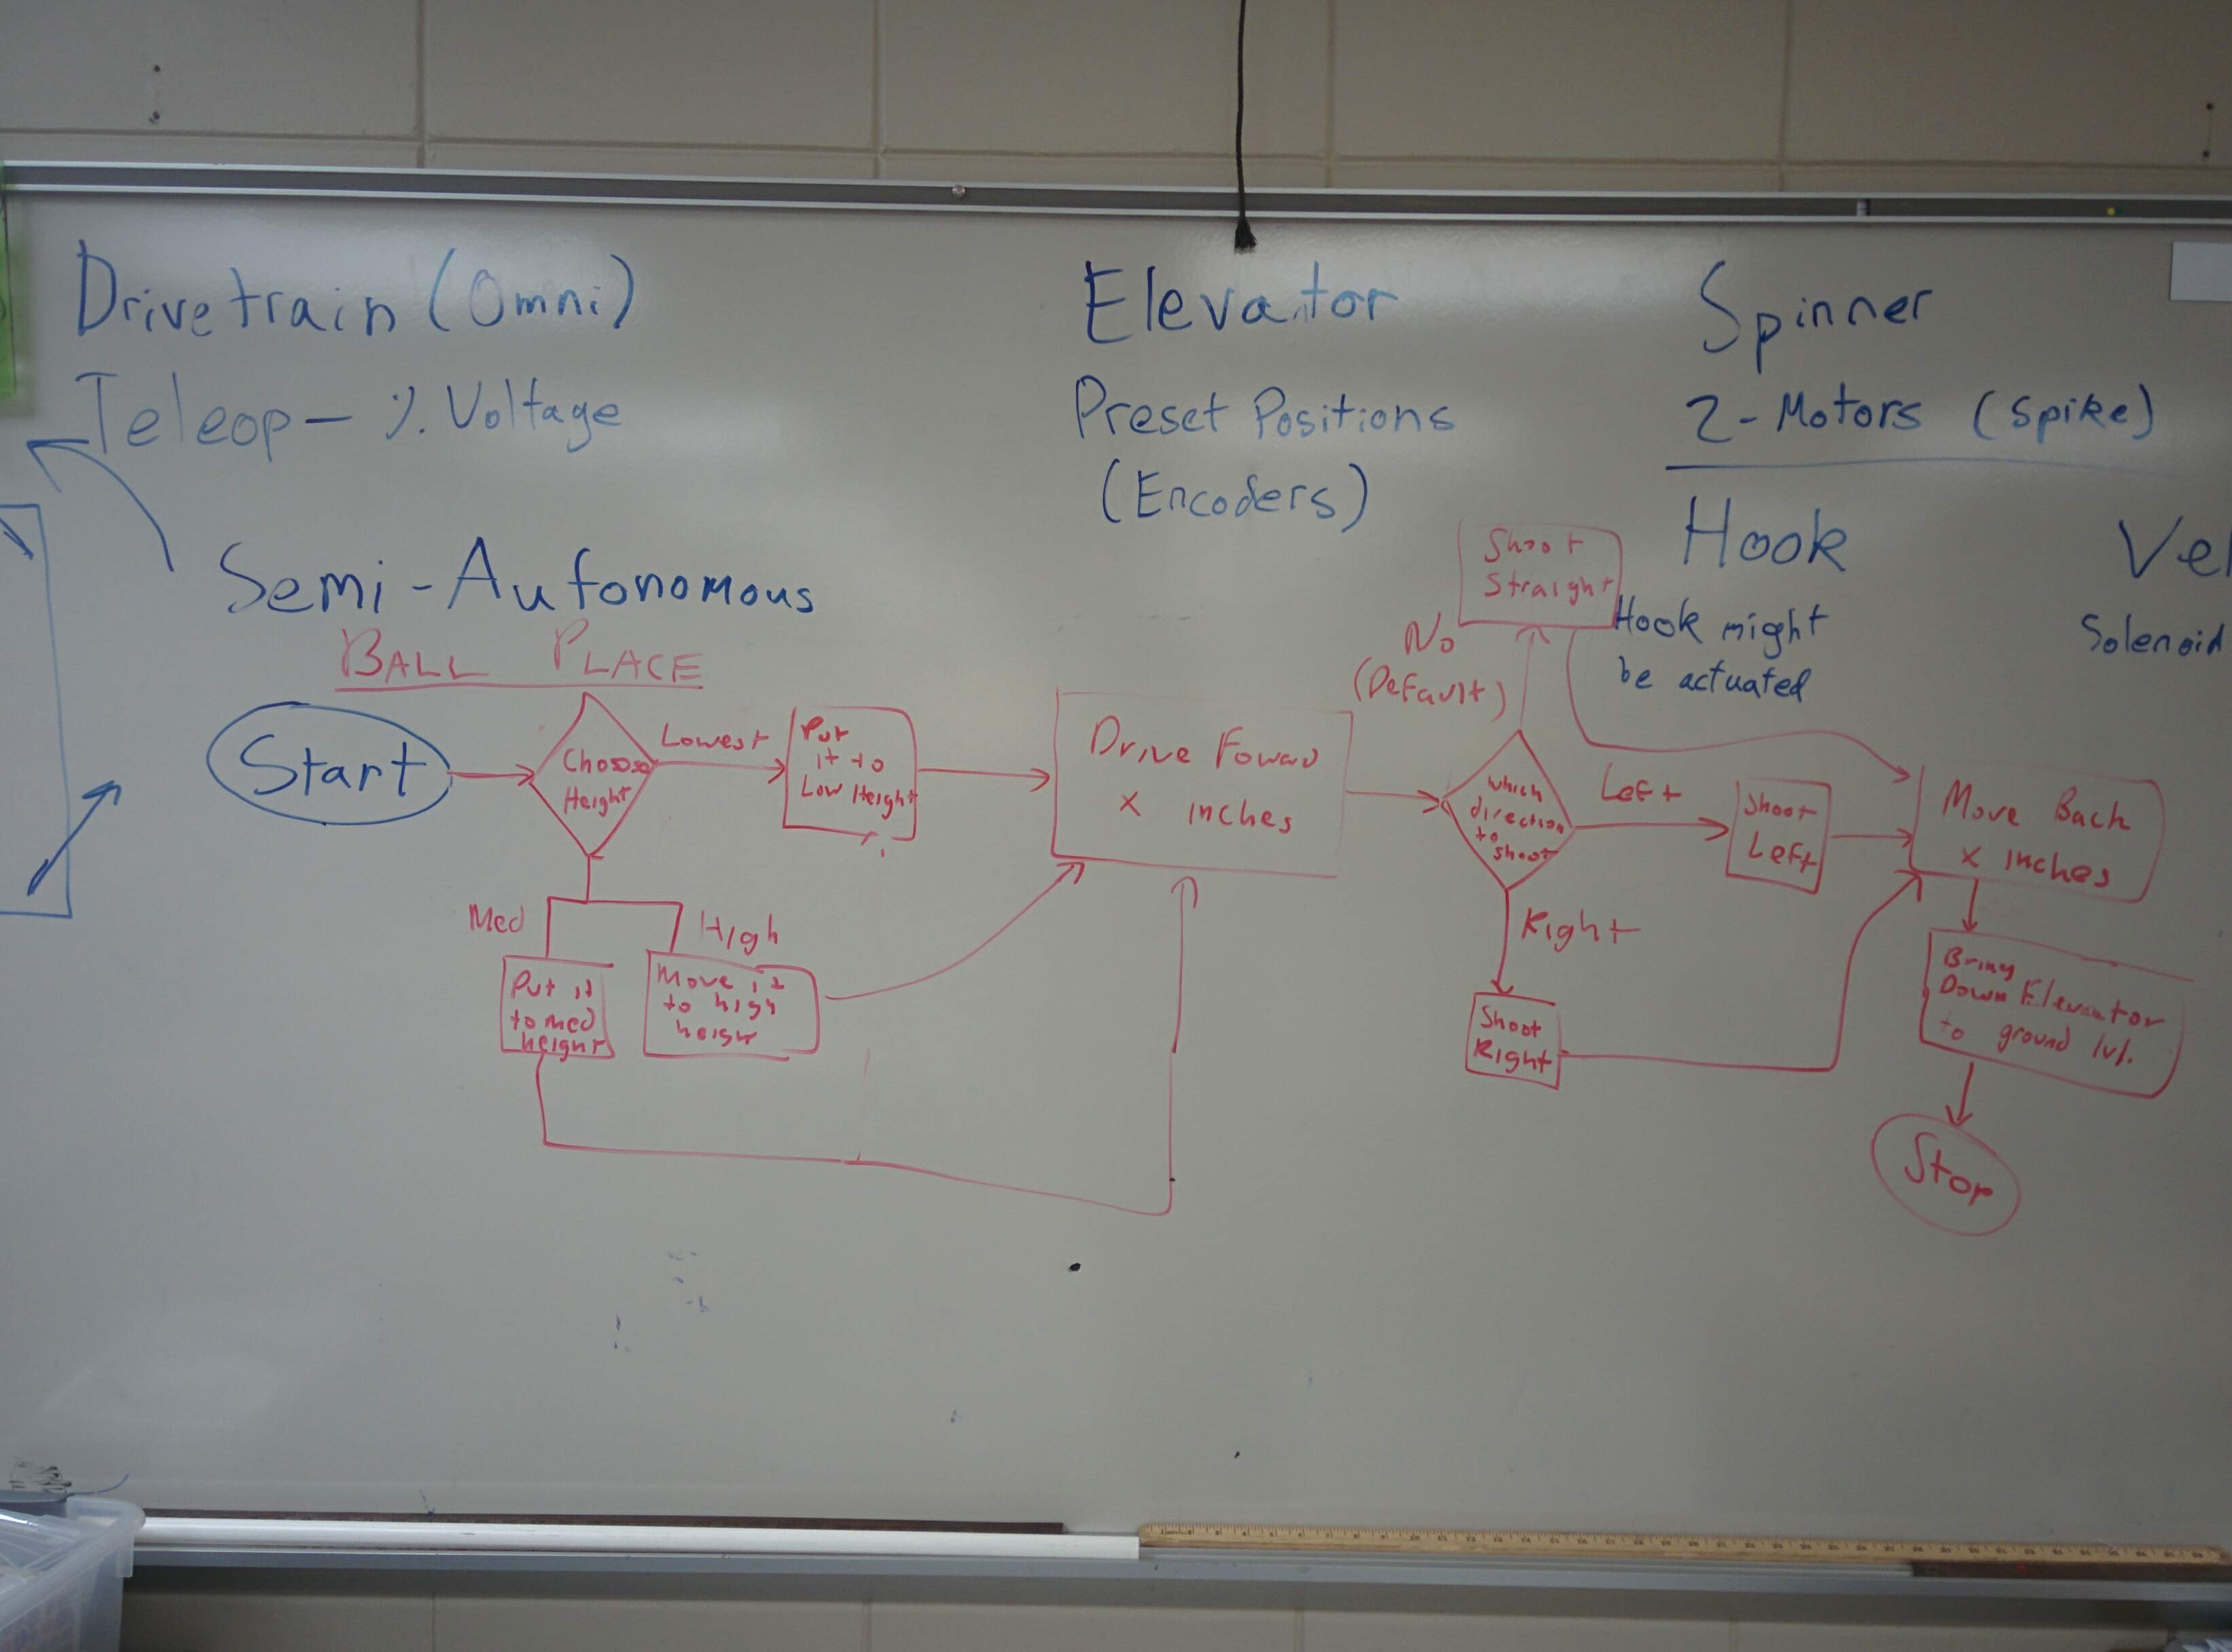 Drivetrain (Omni)
Teleop - %. Voltage
Semi-Autonomous
BALL PLACE
Start
Choose
Height
Lowest
Put
it to
Low Height
Med
Put it
to med
height
High
Move it
to high
height
Drive Foward
x inches
Elevator
Preset Positions
(Encoders)
No
(Default)
Shoot
Straight
which
direction
to
shoot
Left
Shoot
Left
Right
Shoot
Right
Spinner
2-Motors (Spike)
Hook
Hook might
be actuated
Vel
Solenoid
Move Back
x inches
Bring
Down Elevator
to ground lvl.
Stop